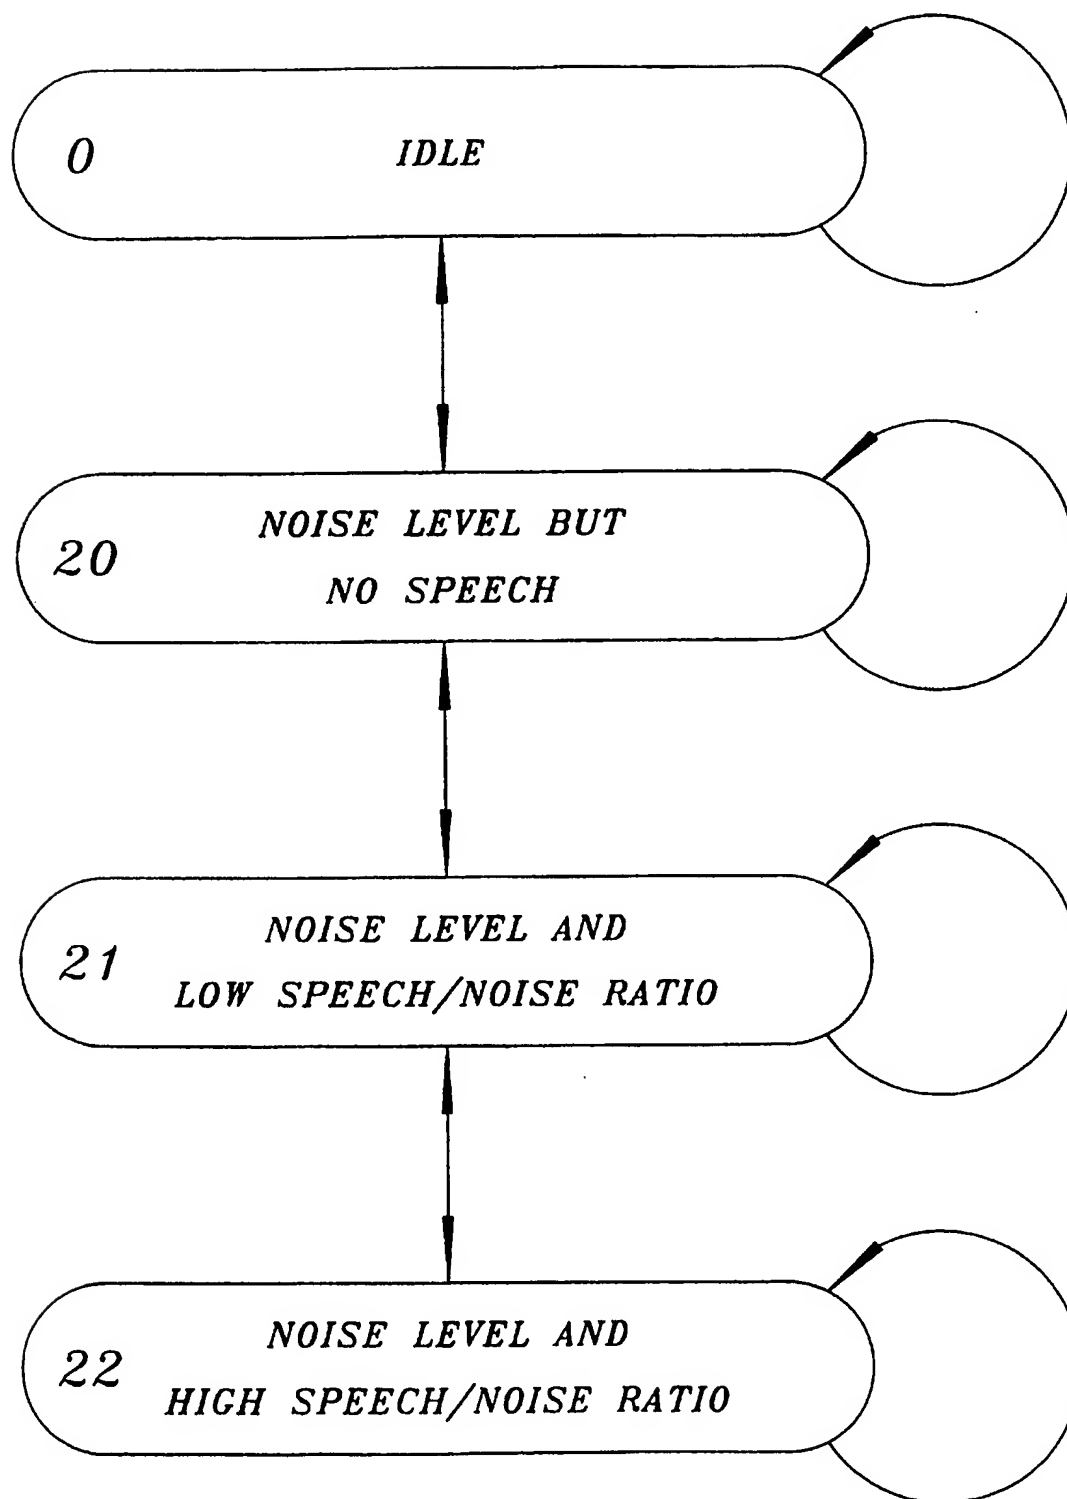 0 IDLE
20 NOISE LEVEL BUT
NO SPEECH
21 NOISE LEVEL AND
LOW SPEECH/NOISE RATIO
22 NOISE LEVEL AND
HIGH SPEECH/NOISE RATIO